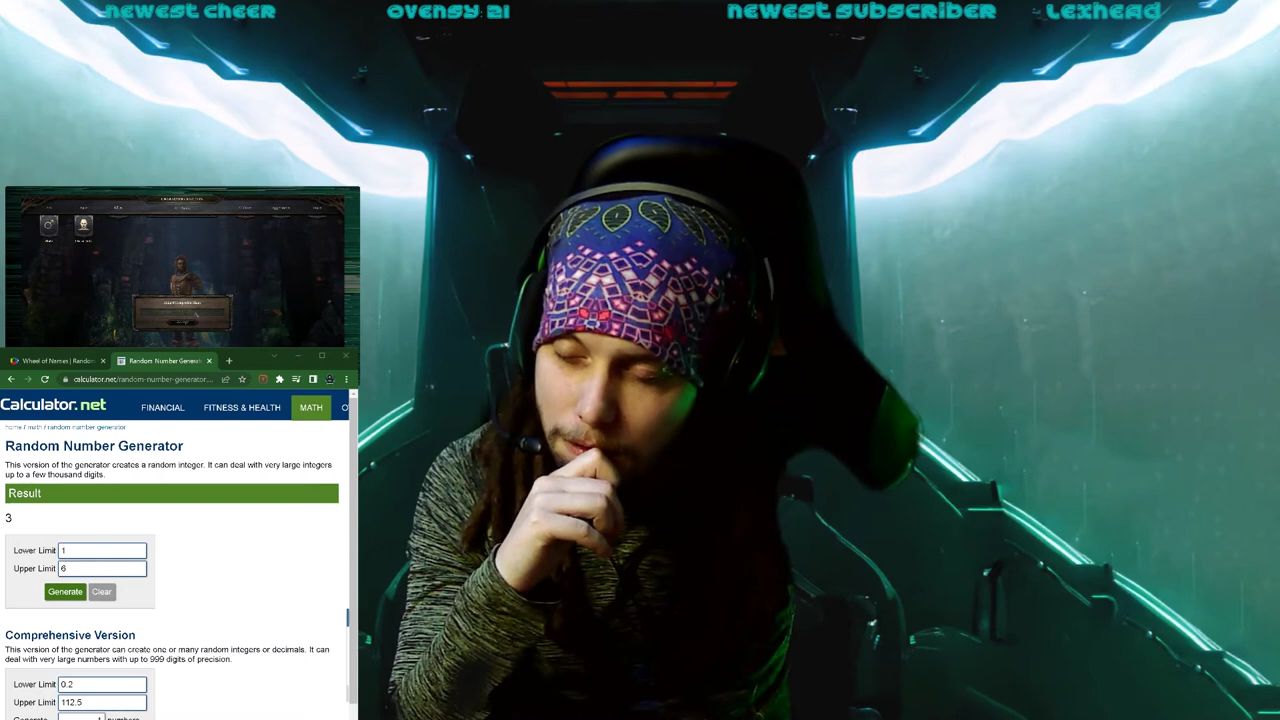 newest cheer
ovensy 21
newest subscriber
lexhead
Wheel of Names | Random
Random Number Generator
calculator.net/random-number-generator....
Calculator.net
FINANCIAL
FITNESS & HEALTH
MATH
home / math / random number generator
Random Number Generator
This version of the generator creates a random integer. It can deal with very large integers
up to a few thousand digits.
Result
3
Lower Limit 1
Upper Limit 6
Generate
Clear
Comprehensive Version
This version of the generator can create one or many random integers or decimals. It can
deal with very large numbers with up to 999 digits of precision.
Lower Limit 0.2
Upper Limit 112.5
Generate 1 numbers